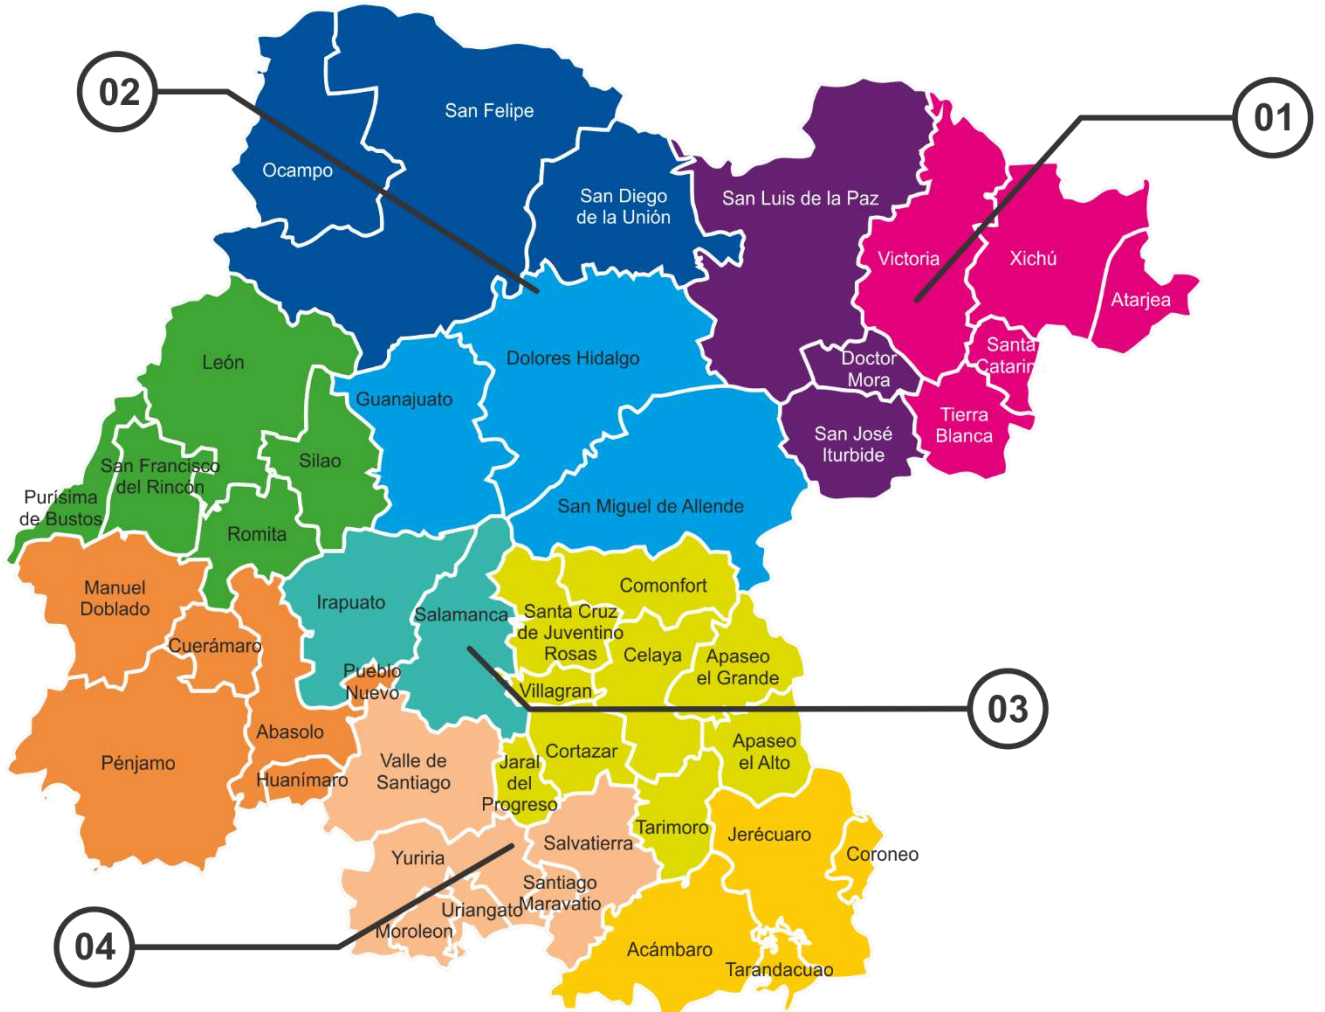 02
San Felipe
01
Ocampo
San Diego
de la Unión
San Luis de la Paz
Victoria
Xichú
Atarjea
León
Dolores Hidalgo
Doctor
Mora
Santa
Catarina
Guanajuato
Tierra
Blanca
San José
Iturbide
San Francisco
del Rincón
Silao
Purísima
de Bustos
San Miguel de Allende
Romita
Manuel
Doblado
Irapuato
Salamanca
Santa Cruz
de Juventino
Rosas
Comonfort
Cuerámaro
Celaya
Apaseo
el Grande
Pueblo
Nuevo
Villagran
03
Abasolo
Pénjamo
Huanímaro
Valle de
Santiago
Jaral
del
Progreso
Cortazar
Apaseo
el Alto
Tarimoro
Jerécuaro
Coroneo
Yuriria
Salvatierra
Santiago
Maravatio
Uriangato
Moroleon
04
Acámbaro
Tarandacuao